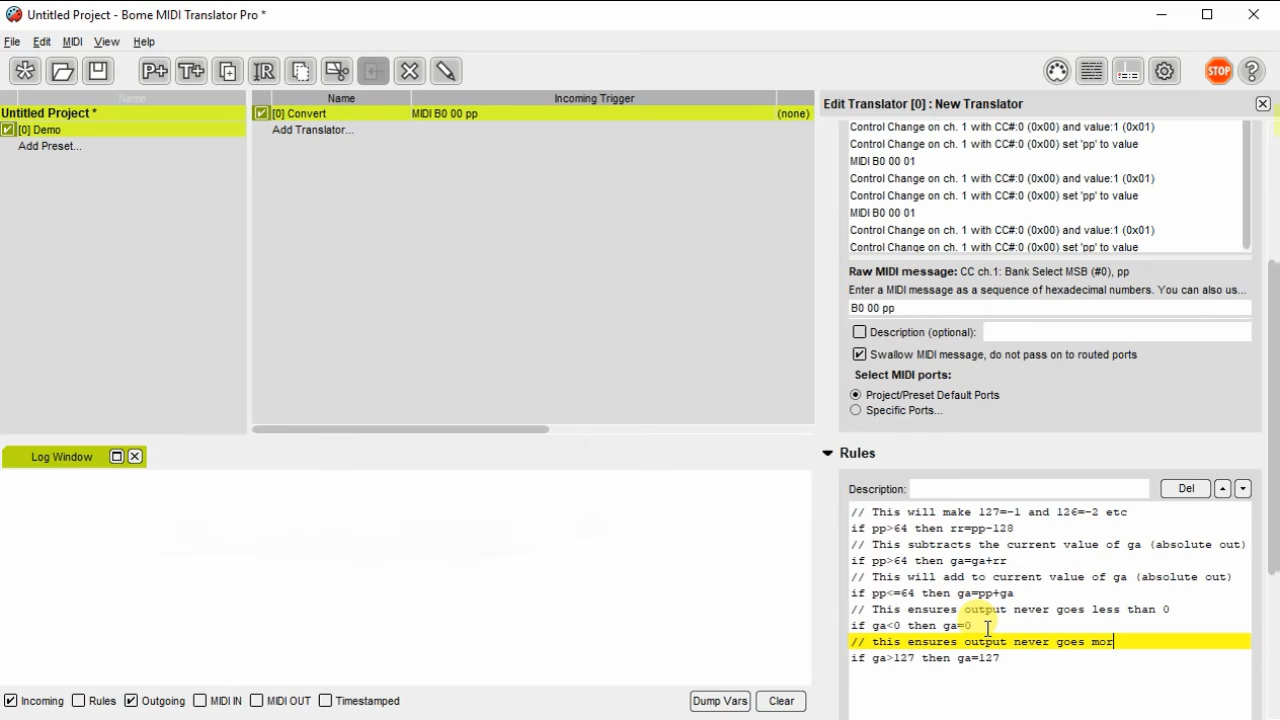 Untitled Project - Bome MIDI Translator Pro *
File Edit MIDI View Help
P+ T+ R STOP ?
Name
Untitled Project *
[0] Demo
Add Preset...
Name Incoming Trigger
[0] Convert MIDI B0 00 pp (none)
Add Translator...
Edit Translator [0] : New Translator
Control Change on ch. 1 with CC#:0 (0x00) and value:1 (0x01)
Control Change on ch. 1 with CC#:0 (0x00) set 'pp' to value
MIDI B0 00 01
Control Change on ch. 1 with CC#:0 (0x00) and value:1 (0x01)
Control Change on ch. 1 with CC#:0 (0x00) set 'pp' to value
MIDI B0 00 01
Control Change on ch. 1 with CC#:0 (0x00) and value:1 (0x01)
Control Change on ch. 1 with CC#:0 (0x00) set 'pp' to value
Raw MIDI message: CC ch.1: Bank Select MSB (#0), pp
Enter a MIDI message as a sequence of hexadecimal numbers. You can also us...
B0 00 pp
Description (optional):
Swallow MIDI message, do not pass on to routed ports
Select MIDI ports:
Project/Preset Default Ports
Specific Ports...
Rules
Description: Del
// This will make 127=-1 and 126=-2 etc
if pp>64 then rr=pp-128
// This subtracts the current value of ga (absolute out)
if pp>64 then ga=ga+rr
// This will add to current value of ga (absolute out)
if pp<=64 then ga=pp+ga
// This ensures output never goes less than 0
if ga<0 then ga=0
// this ensures output never goes mor
if ga>127 then ga=127
Log Window
Incoming Rules Outgoing MIDI IN MIDI OUT Timestamped Dump Vars Clear